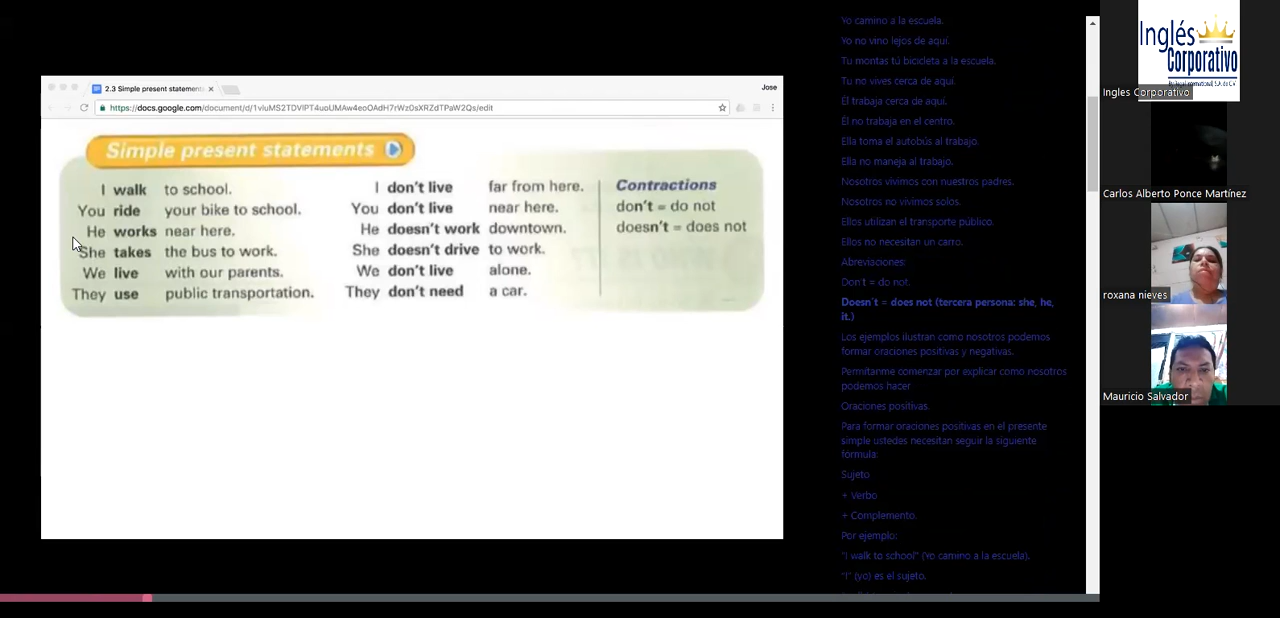 2.3 Simple present statements
Jose
https://docs.google.com/document/d/1vluMS2TDVIPT4uoUMAw4eoOAdH7rWzOsXRZdTPaW2Qs/edit
Simple present statements
I walk to school.
You ride your bike to school.
He works near here.
She takes the bus to work.
We live with our parents.
They use public transportation.
I don't live far from here.
You don't live near here.
He doesn't work downtown.
She doesn't drive to work.
We don't live alone.
They don't need a car.
Contractions
don't = do not
doesn't = does not
Yo camino a la escuela.
Yo no vino lejos de aquí.
Tu montas tú bicicleta a la escuela.
Tu no vives cerca de aquí.
Él trabaja cerca de aquí.
Él no trabaja en el centro.
Ella toma el autobús al trabajo.
Ella no maneja al trabajo.
Nosotros vivimos con nuestros padres.
Nosotros no vivimos solos.
Ellos utilizan el transporte público.
Ellos no necesitan un carro.
Abreviaciones:
Don´t = do not.
Doesn´t = does not (tercera persona: she, he,
it.)
Los ejemplos ilustran como nosotros podemos
formar oraciones positivas y negativas.
Permítanme comenzar por explicar como nosotros
podemos hacer
Oraciones positivas.
Para formar oraciones positivas en el presente
simple ustedes necesitan seguir la siguiente
formula:
Sujeto
+ Verbo
+ Complemento.
Por ejemplo:
"I walk to school" (Yo camino a la escuela),
"I" (yo) es el sujeto.
Inglés
Corporativo
Ingles Corporativo
Carlos Alberto Ponce Martínez
roxana nieves
Mauricio Salvador